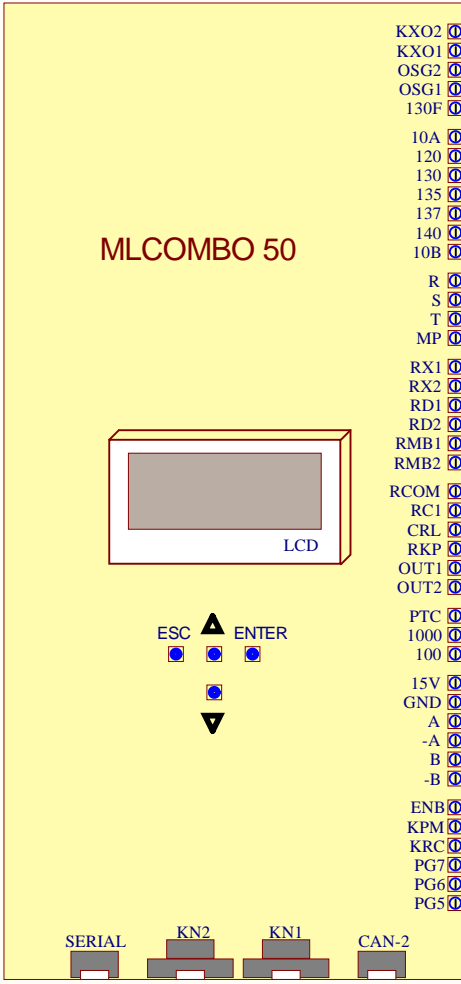 KXO2
KXO1
OSG2
OSG1
130F
10A
120
130
135
137
140
10B
MLCOMBO 50
R
S
T
MP
RX1
RX2
RD1
RD2
RMB1
RMB2
RCOM
RC1
CRL
RKP
OUT1
OUT2
LCD
PTC
1000
100
ESC
ENTER
15V
GND
A
-A
B
-B
ENB
KPM
KRC
PG7
PG6
PG5
SERIAL
KN2
KN1
CAN-2